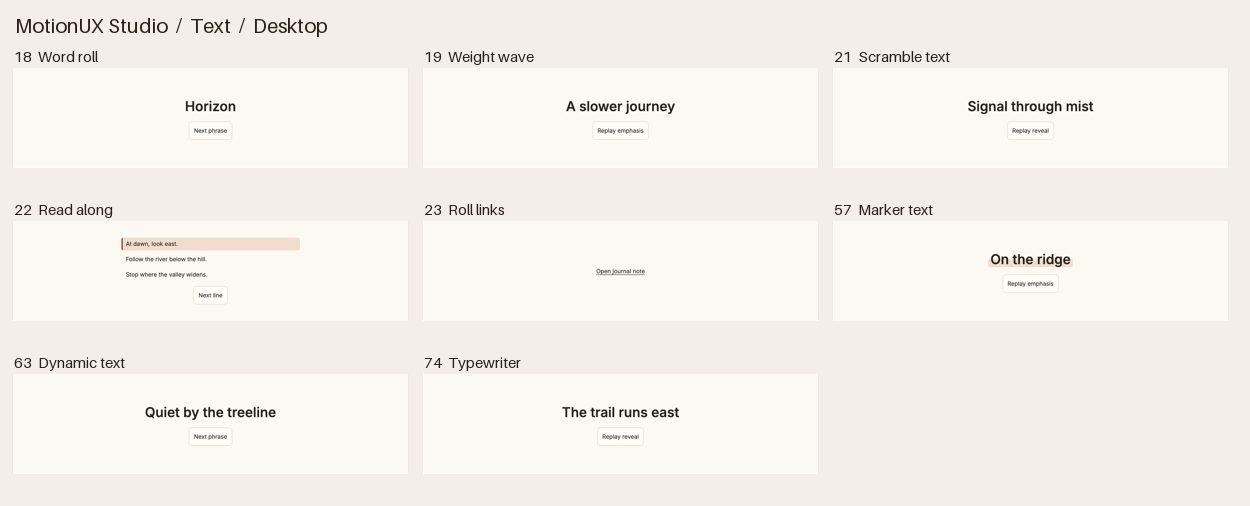 MotionUX Studio / Text / Desktop
18 Word roll
Horizon
Next phrase
19 Weight wave
A slower journey
Replay emphasis
21 Scramble text
Signal through mist
Replay reveal
22 Read along
At dawn, look east.
Follow the river below the hill.
Stop where the valley widens.
Next line
23 Roll links
Open journal note
57 Marker text
On the ridge
Replay emphasis
63 Dynamic text
Quiet by the treeline
Next phrase
74 Typewriter
The trail runs east
Replay reveal